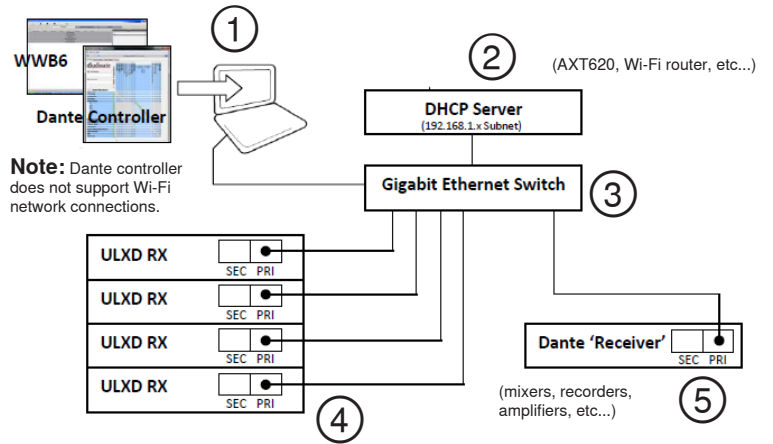 1
2
(AXT620, Wi-Fi router, etc...)
WWB6
Dante Controller
DHCP Server
(192.168.1.x Subnet)
Note: Dante controller
does not support Wi-Fi
network connections.
Gigabit Ethernet Switch
3
ULXD RX
SEC PRI
ULXD RX
SEC PRI
ULXD RX
SEC PRI
ULXD RX
SEC PRI
4
Dante 'Receiver'
SEC PRI
(mixers, recorders,
amplifiers, etc...)
5